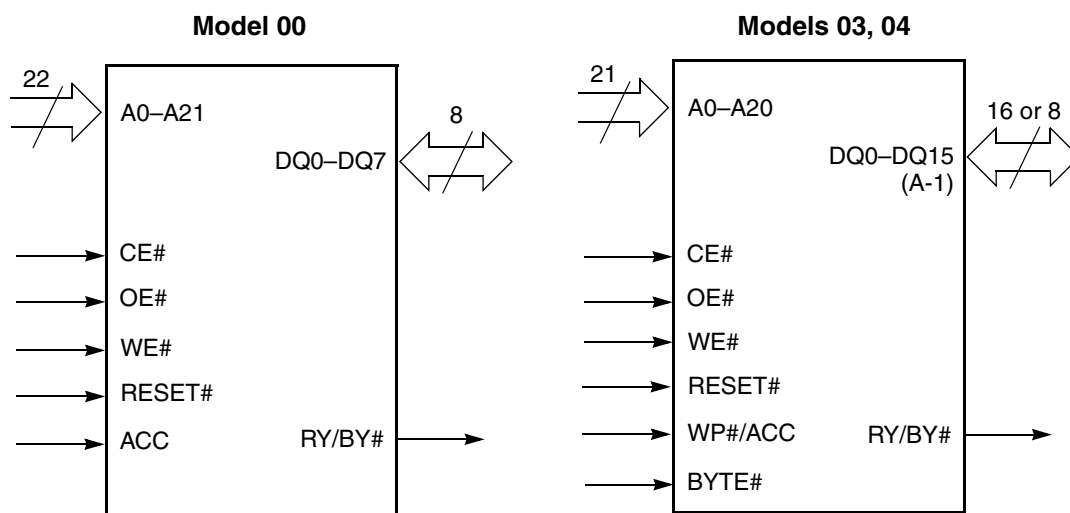 Model 00
22
A0–A21
8
DQ0–DQ7
CE#
OE#
WE#
RESET#
ACC
RY/BY#
Models 03, 04
21
A0–A20
16 or 8
DQ0–DQ15
(A-1)
CE#
OE#
WE#
RESET#
WP#/ACC
RY/BY#
BYTE#